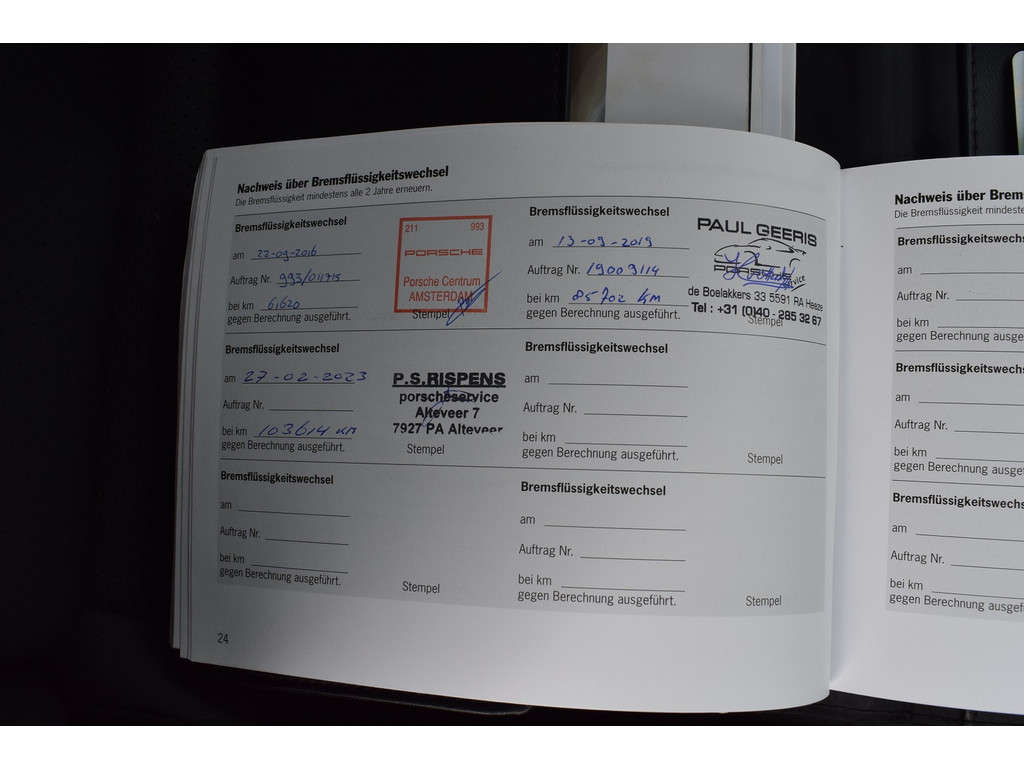 Nachweis über Bremsflüssigkeitswechsel
Die Bremsflüssigkeit mindestens alle 2 Jahre erneuern.
Bremsflüssigkeitswechsel
am 22-09-2016
Auftrag Nr. 993/011715
bei km 61620
gegen Berechnung ausgeführt.
211 993
PORSCHE
Porsche Centrum
AMSTERDAM
Stempel
Bremsflüssigkeitswechsel
am 13-09-2019
Auftrag Nr. 19009114
bei km 85702 KM
gegen Berechnung ausgeführt.
PAUL GEERIS
PORSCHE
service
de Boelakkers 33 5591 RA Heeze
Tel : +31 (0)40 - 285 32 67
Stempel
Bremsflüssigkeitswechsel
am 27-02-2023
Auftrag Nr.
bei km 103614 KM
gegen Berechnung ausgeführt.
P.S.RISPENS
porscheservice
Alteveer 7
7927 PA Alteveer
Stempel
Bremsflüssigkeitswechsel
am
Auftrag Nr.
bei km
gegen Berechnung ausgeführt.
Stempel
Bremsflüssigkeitswechsel
am
Auftrag Nr.
bei km
gegen Berechnung ausgeführt.
Stempel
Bremsflüssigkeitswechsel
am
Auftrag Nr.
bei km
gegen Berechnung ausgeführt.
Stempel
24
Nachweis über Brem
Die Bremsflüssigkeit mindeste
Bremsflüssigkeitswechs
am
Auftrag Nr.
bei km
gegen Berechnung ausge
Bremsflüssigkeitswechs
am
Auftrag Nr.
bei km
gegen Berechnung ausge
Bremsflüssigkeitswechs
am
Auftrag Nr.
bei km
gegen Berechnung ausgef